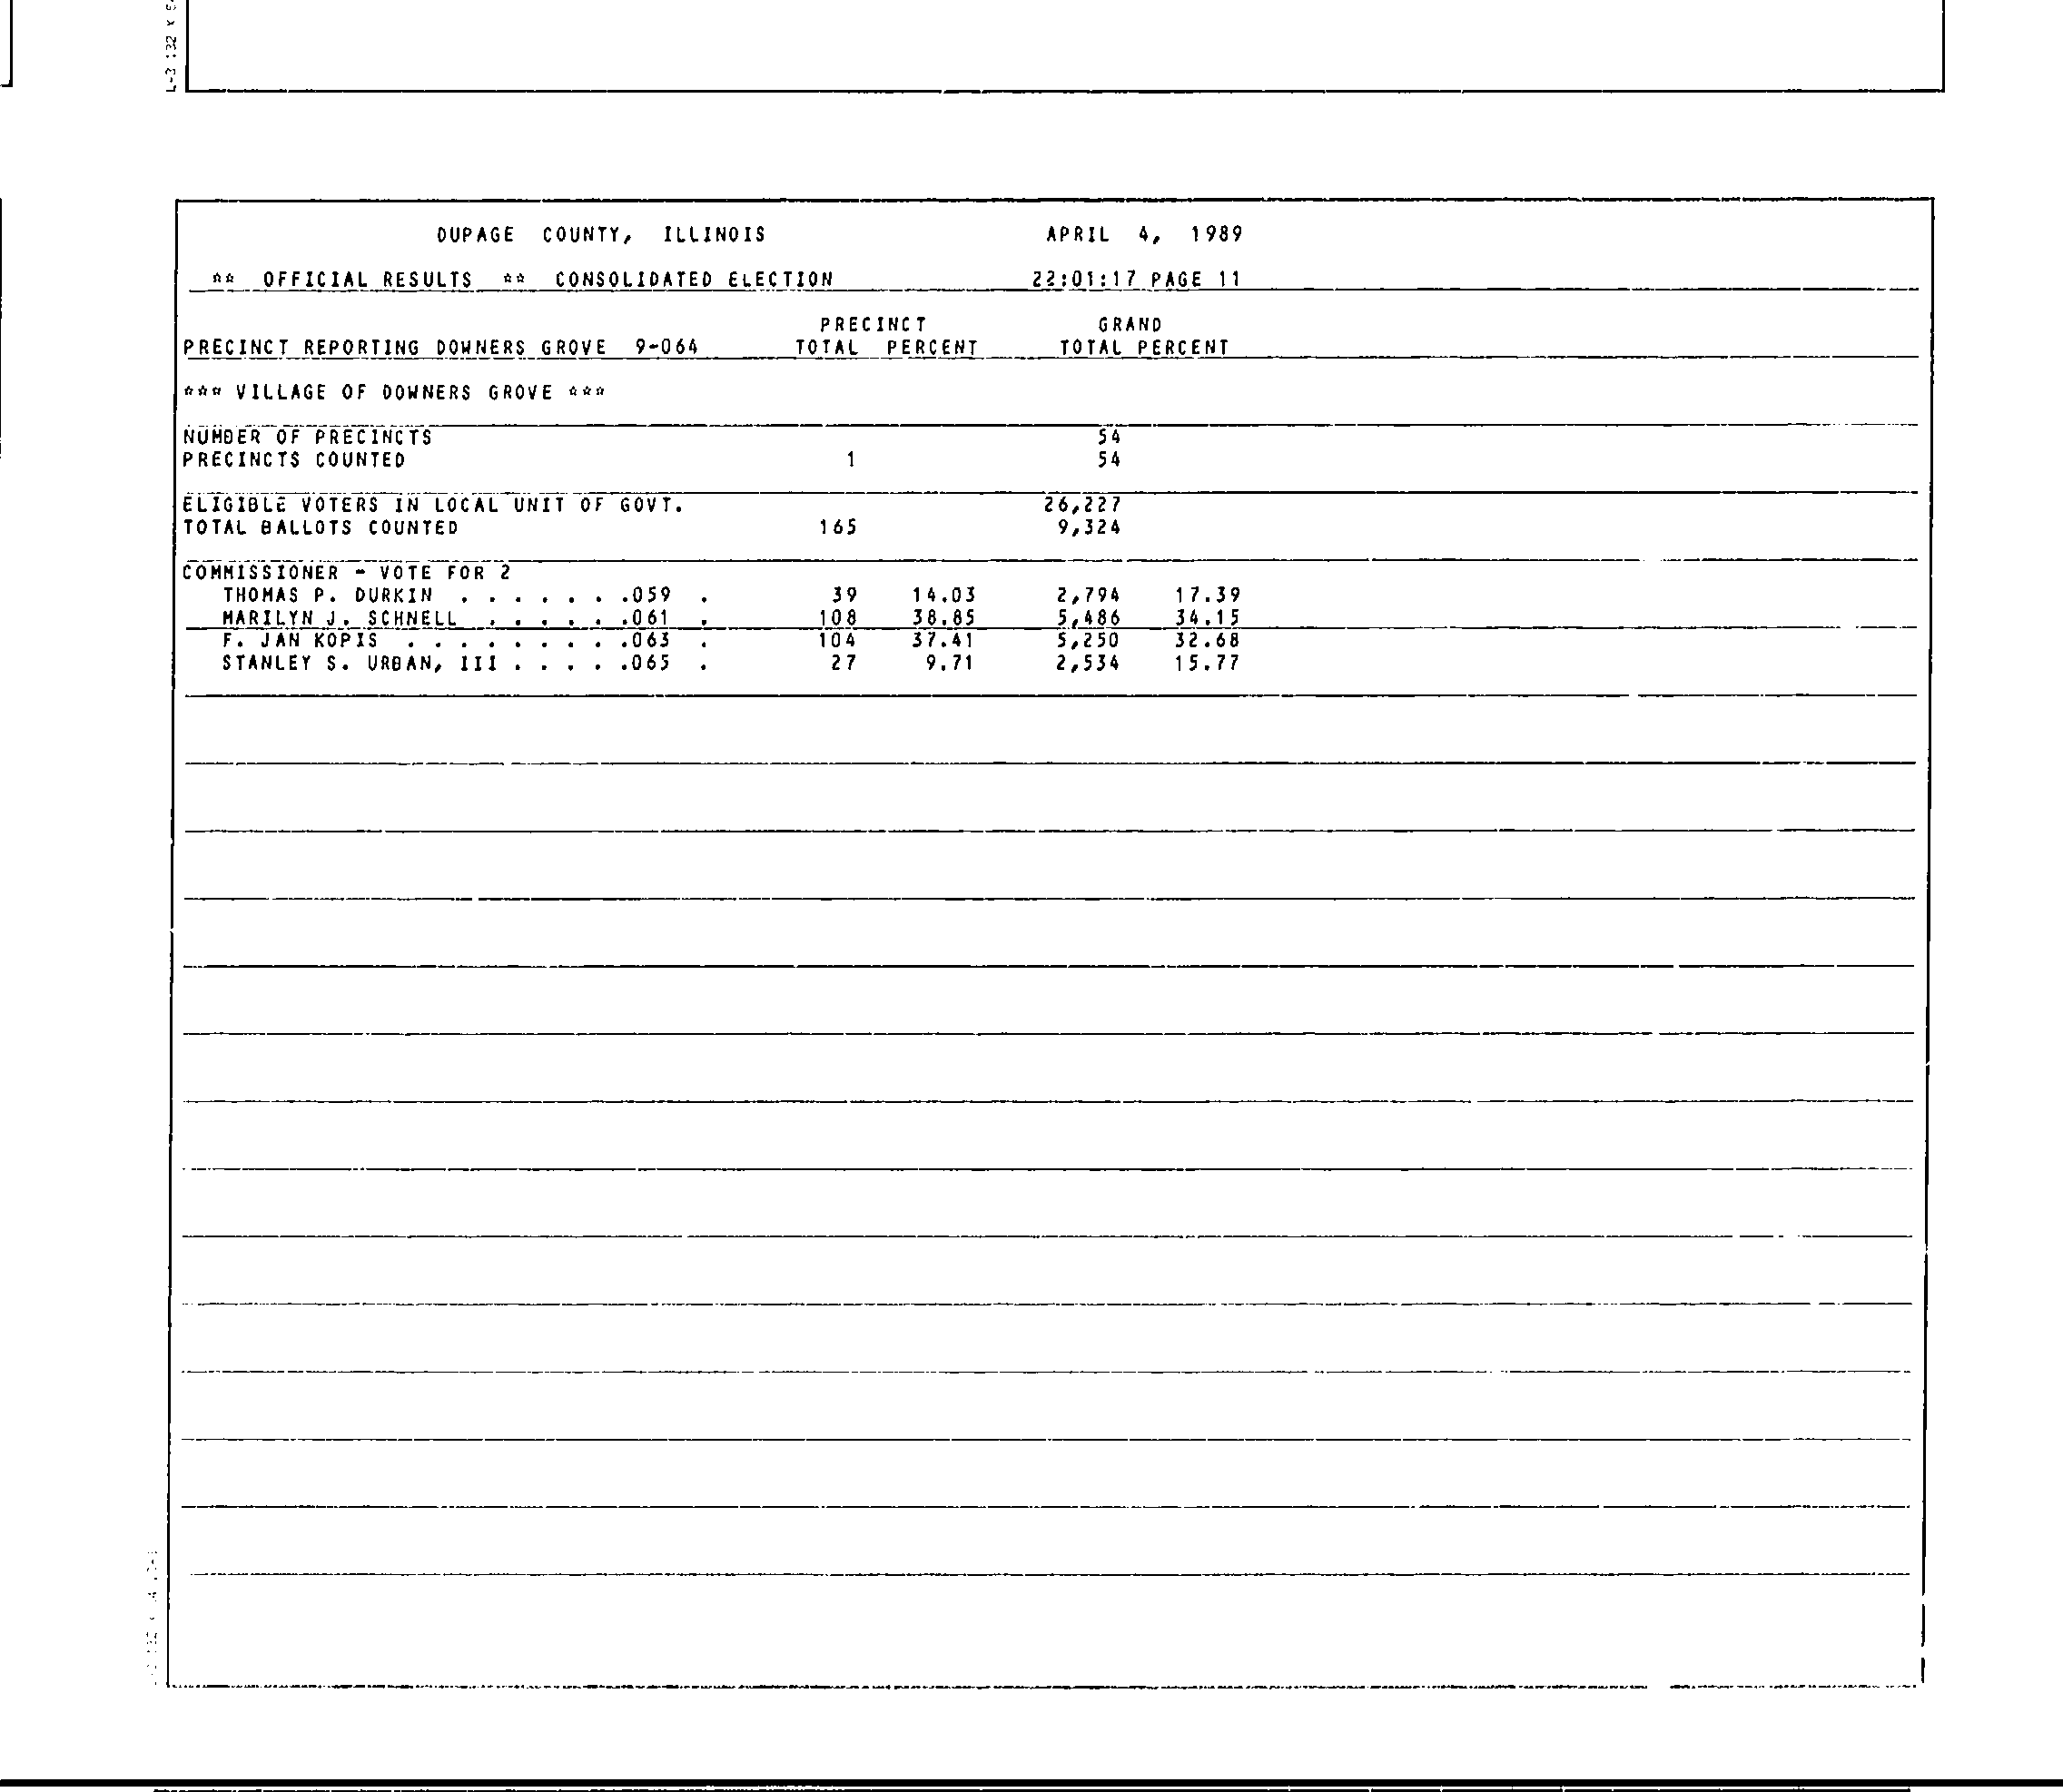 L-3 132 X
DUPAGE COUNTY, ILLINOIS APRIL 4, 1989
** OFFICIAL RESULTS ** CONSOLIDATED ELECTION 22:01:17 PAGE 11
PRECINCT GRAND
PRECINCT REPORTING DOWNERS GROVE 9-064 TOTAL PERCENT TOTAL PERCENT
*** VILLAGE OF DOWNERS GROVE ***
NUMBER OF PRECINCTS 54
PRECINCTS COUNTED 1 54
ELIGIBLE VOTERS IN LOCAL UNIT OF GOVT. 26,227
TOTAL BALLOTS COUNTED 165 9,324
COMMISSIONER - VOTE FOR 2
THOMAS P. DURKIN . . . . . . .059 . 39 14.03 2,794 17.39
MARILYN J. SCHNELL . . . . . .061 . 108 38.85 5,486 34.15
F. JAN KOPIS . . . . . . . . .063 . 104 37.41 5,250 32.68
STANLEY S. URBAN, III . . . . .065 . 27 9.71 2,534 15.77